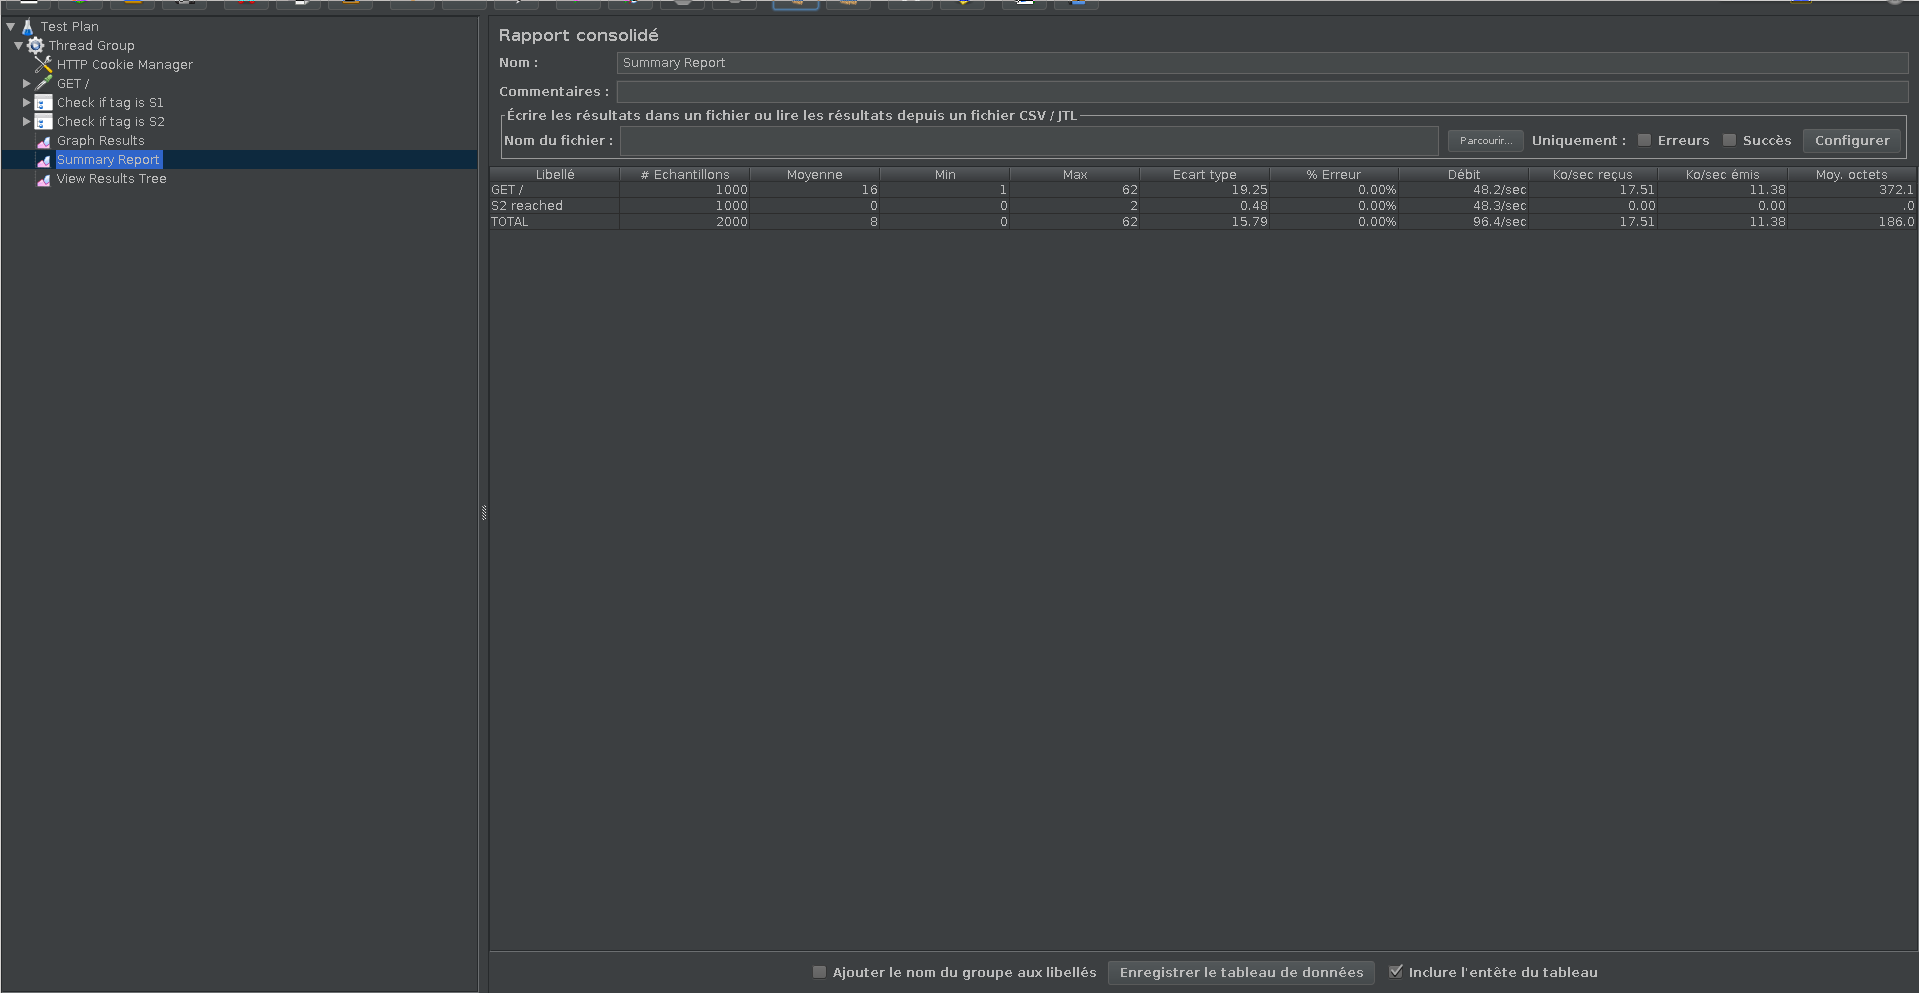 Test Plan
Thread Group
HTTP Cookie Manager
GET /
Check if tag is S1
Check if tag is S2
Graph Results
Summary Report
View Results Tree
Rapport consolidé
Nom : Summary Report
Commentaires :
Écrire les résultats dans un fichier ou lire les résultats depuis un fichier CSV / JTL
Nom du fichier : Parcourir... Uniquement : Erreurs Succès Configurer
Libellé # Echantillons Moyenne Min Max Ecart type % Erreur Débit Ko/sec reçus Ko/sec émis Moy. octets
GET / 1000 16 1 62 19.25 0.00% 48.2/sec 17.51 11.38 372.1
S2 reached 1000 0 0 2 0.48 0.00% 48.3/sec 0.00 0.00 .0
TOTAL 2000 8 0 62 15.79 0.00% 96.4/sec 17.51 11.38 186.0
Ajouter le nom du groupe aux libellés Enregistrer le tableau de données Inclure l'entête du tableau